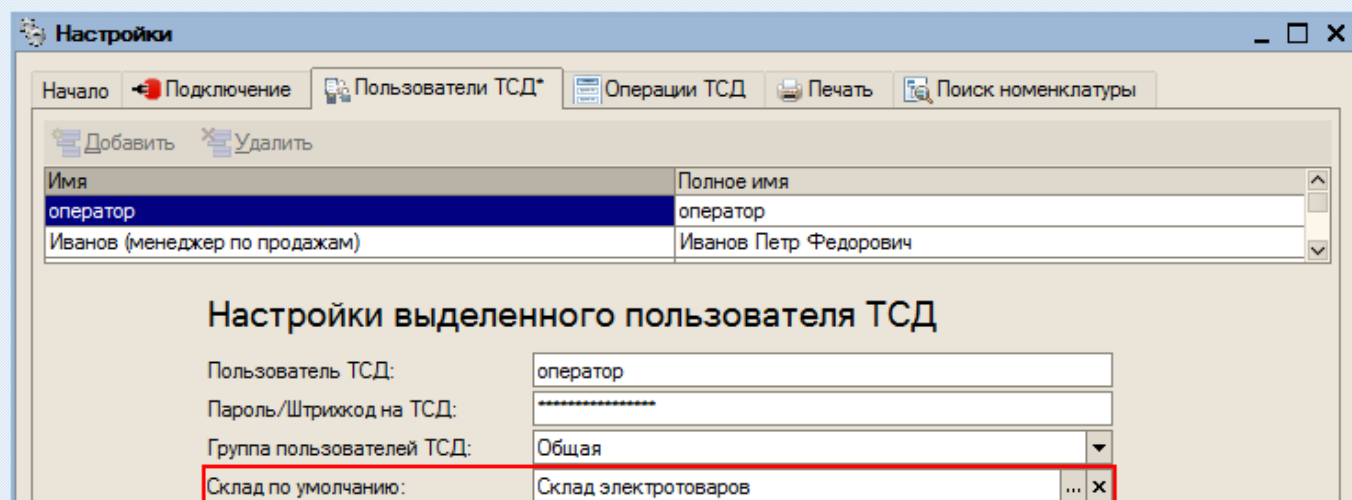 Настройки
Начало Подключение Пользователи ТСД* Операции ТСД Печать Поиск номенклатуры
Добавить Удалить
Имя Полное имя
оператор оператор
Иванов (менеджер по продажам) Иванов Петр Федорович
Настройки выделенного пользователя ТСД
Пользователь ТСД: оператор
Пароль/Штрихкод на ТСД: ****************
Группа пользователей ТСД: Общая
Склад по умолчанию: Склад электротоваров ...